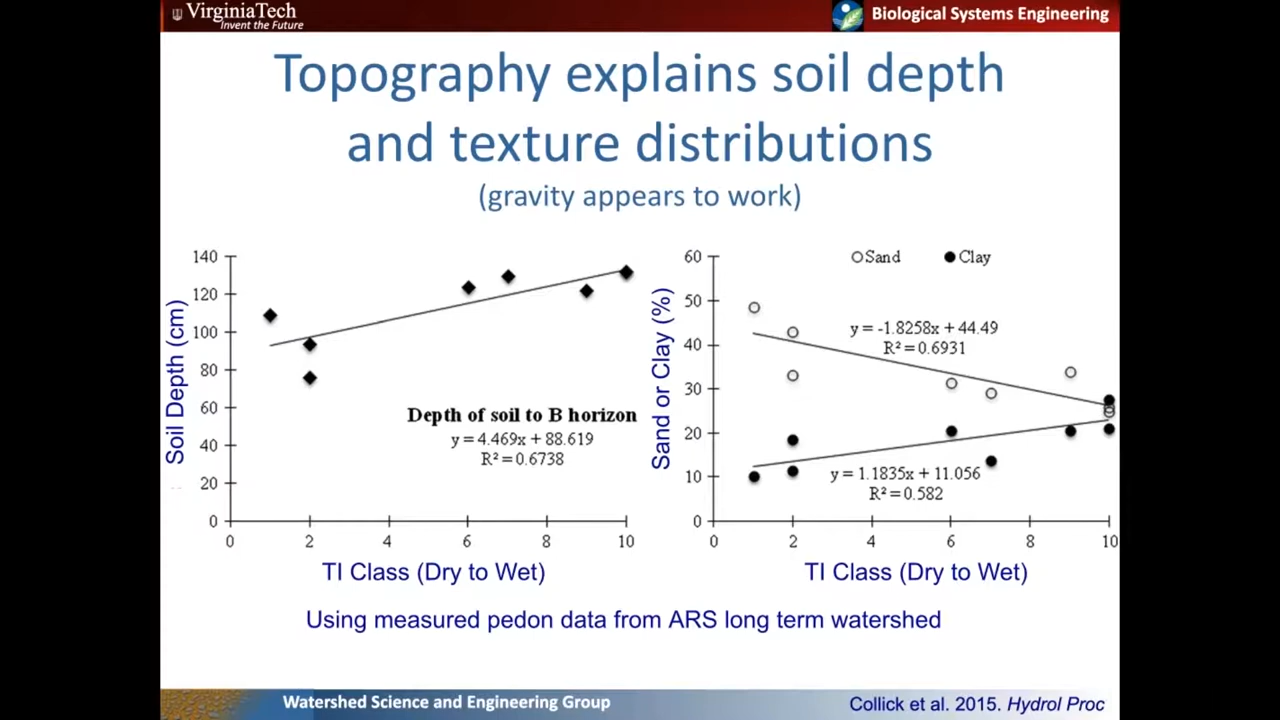 VirginiaTech
Invent the Future
Biological Systems Engineering
Topography explains soil depth
and texture distributions
(gravity appears to work)
Soil Depth (cm)
140
120
100
80
60
40
20
0
0 2 4 6 8 10
Depth of soil to B horizon
y = 4.469x + 88.619
R² = 0.6738
TI Class (Dry to Wet)
Sand or Clay (%)
60
50
40
30
20
10
0
0 2 4 6 8 10
Sand Clay
y = -1.8258x + 44.49
R² = 0.6931
y = 1.1835x + 11.056
R² = 0.582
TI Class (Dry to Wet)
Using measured pedon data from ARS long term watershed
Watershed Science and Engineering Group
Collick et al. 2015. Hydrol Proc